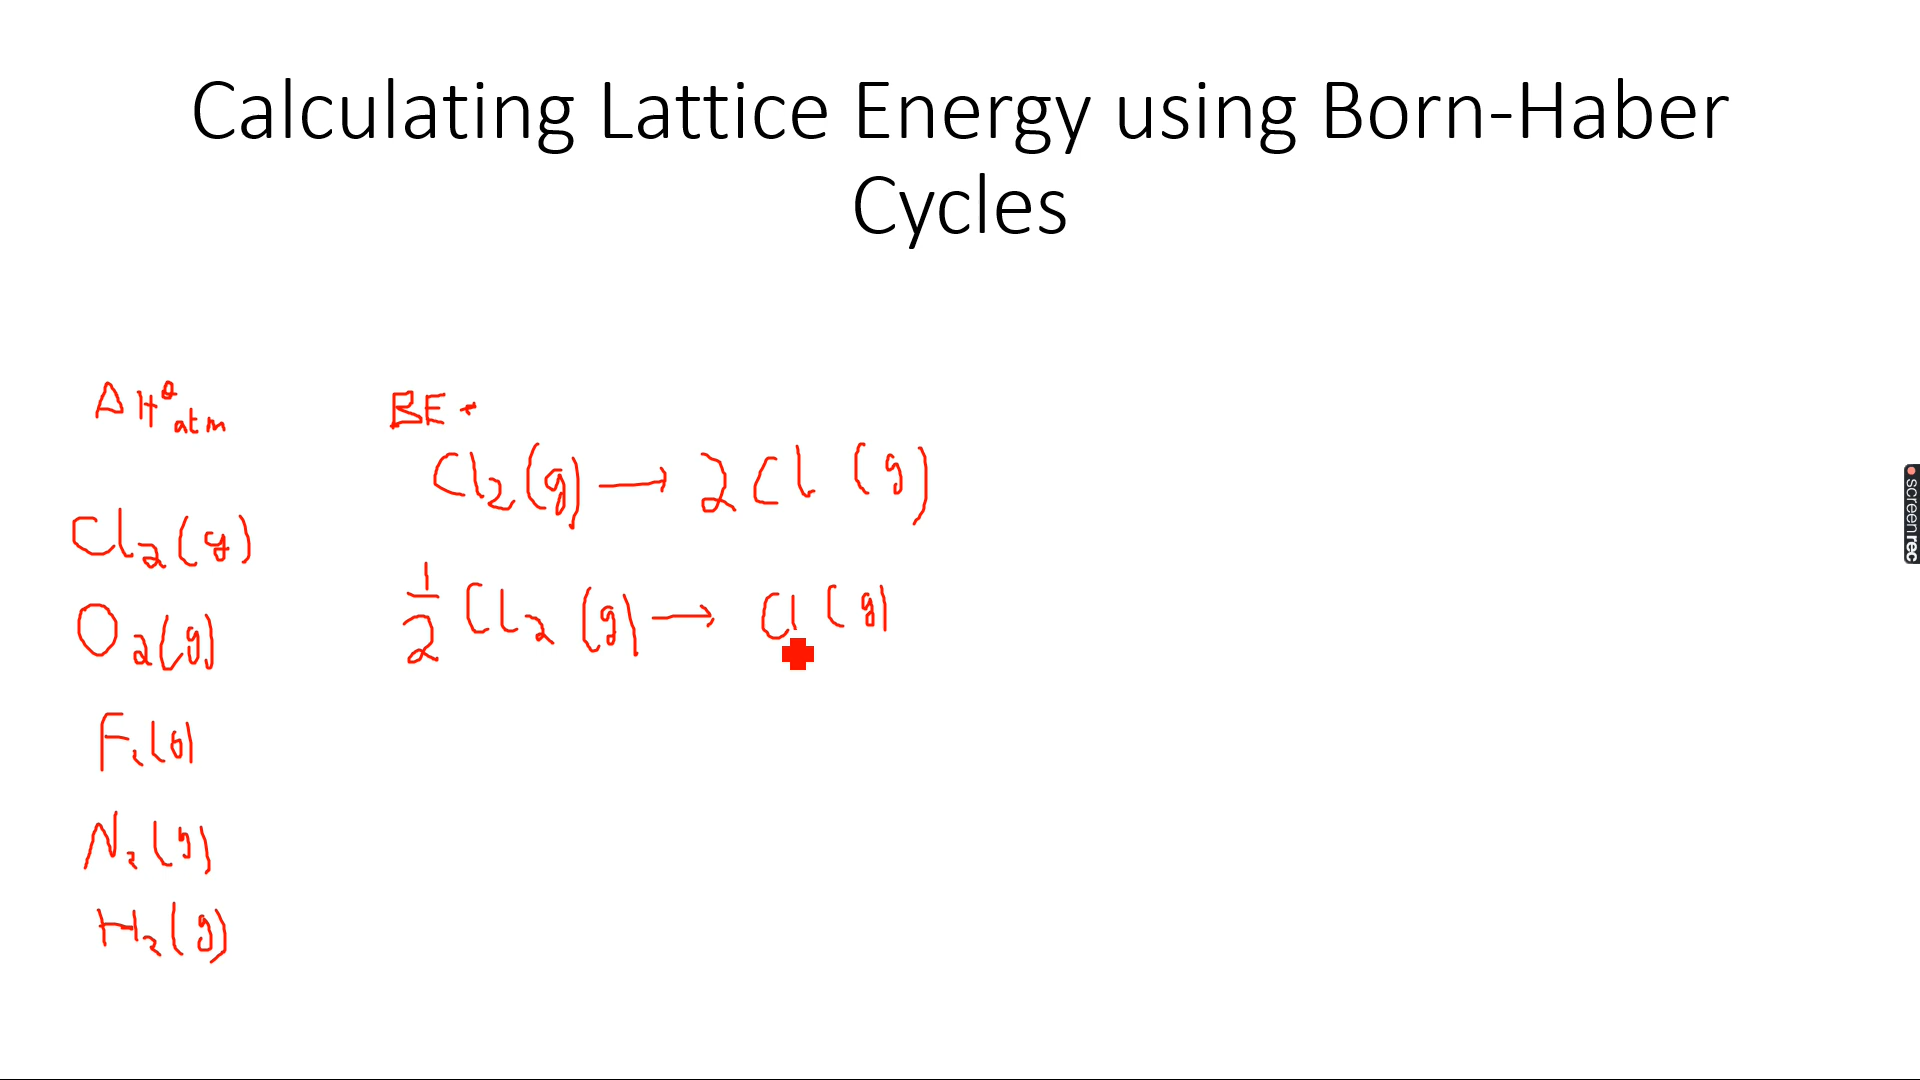 Calculating Lattice Energy using Born-Haber
Cycles
ΔH°atm
BE
Cl₂(g) → 2Cl (g)
Cl₂(g)
½ Cl₂ (g) → Cl (g)
O₂(g)
F₂(g)
N₂(g)
H₂(g)
screenrec